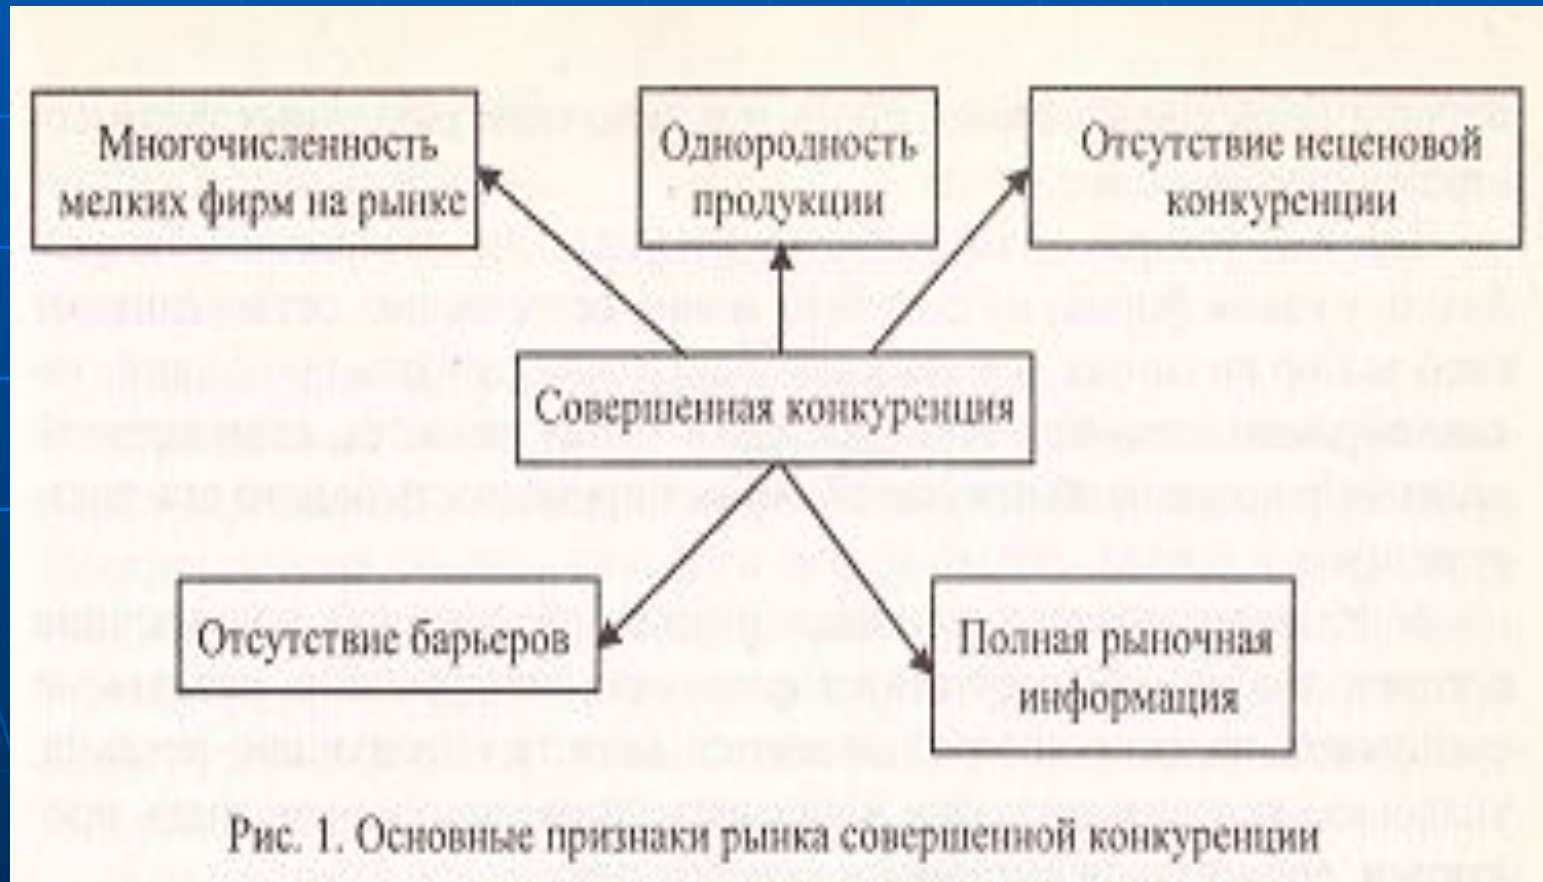 Многочисленность
мелких фирм на рынке
Однородность
продукции
Отсутствие неценовой
конкуренции
Совершенная конкуренция
Отсутствие барьеров
Полная рыночная
информация
Рис. 1. Основные признаки рынка совершенной конкуренции